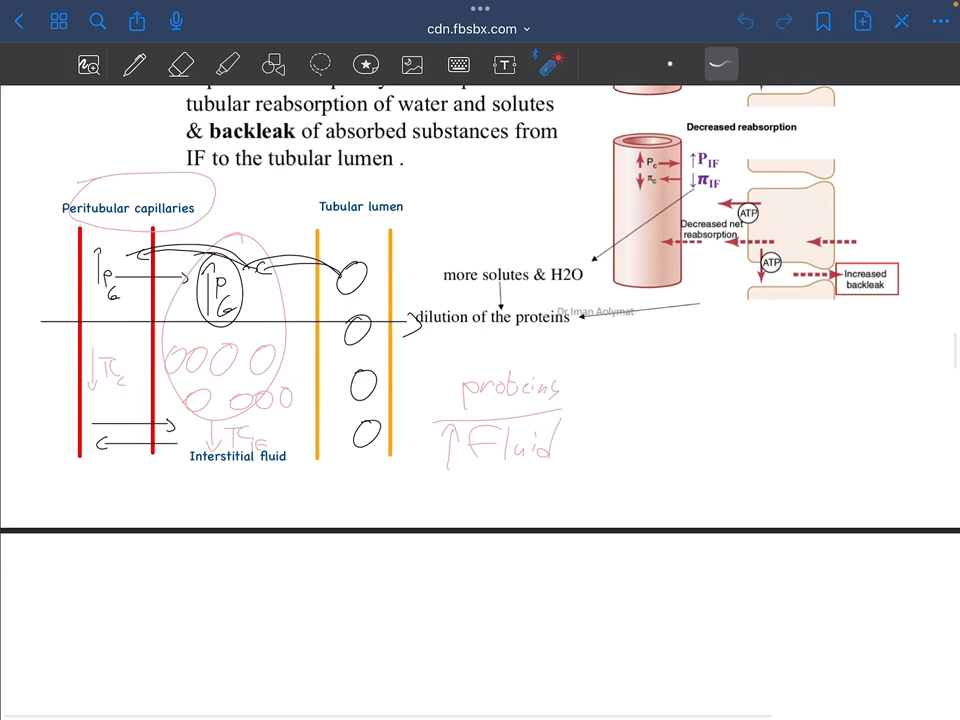 cdn.fbsbx.com
tubular reabsorption of water and solutes
& backleak of absorbed substances from
IF to the tubular lumen .
Decreased reabsorption
↑ Pc
↑PIF
↓ πc
↓πIF
ATP
Decreased net
reabsorption
ATP
Increased
backleak
Peritubular capillaries
Tubular lumen
↑P
G
↑P
G
more solutes & H2O
dilution of the proteins
Dr Iman Aolymat
↓πc
proteins
↑Fluid
↓πIF
Interstitial fluid